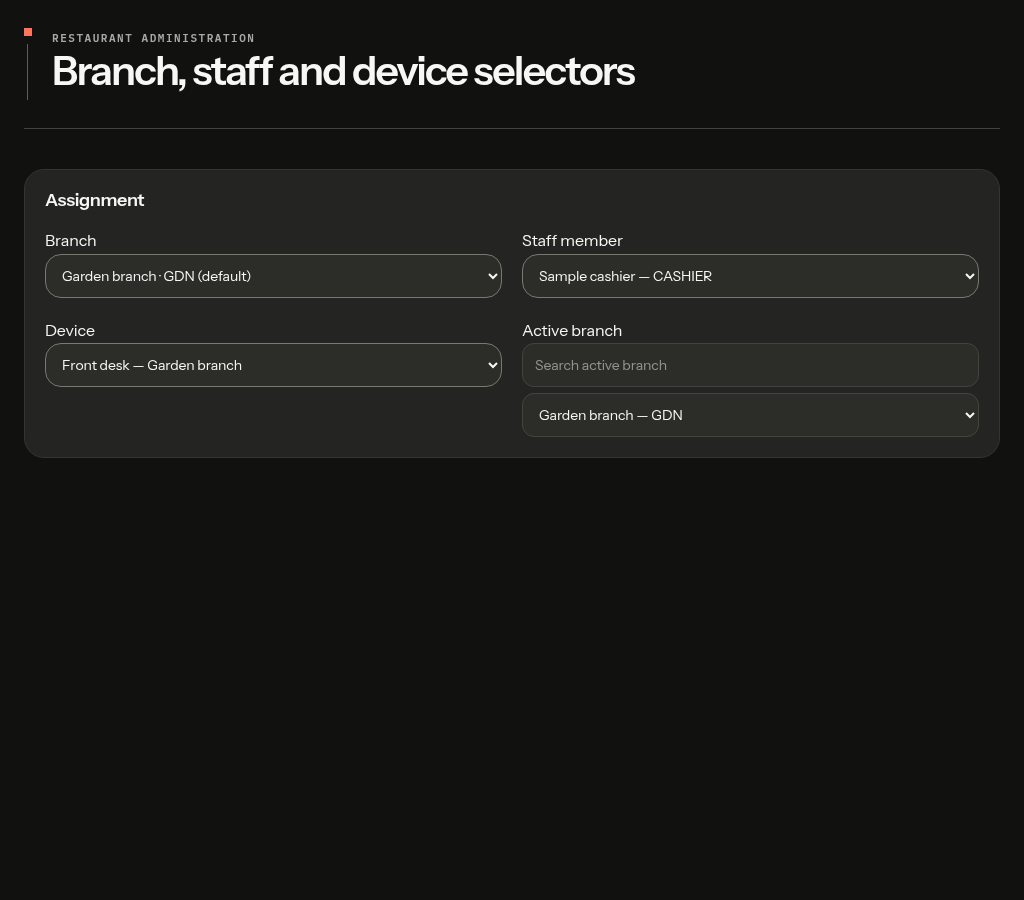 RESTAURANT ADMINISTRATION
Branch, staff and device selectors
Assignment
Branch
Garden branch · GDN (default)
Staff member
Sample cashier — CASHIER
Device
Front desk — Garden branch
Active branch
Search active branch
Garden branch — GDN